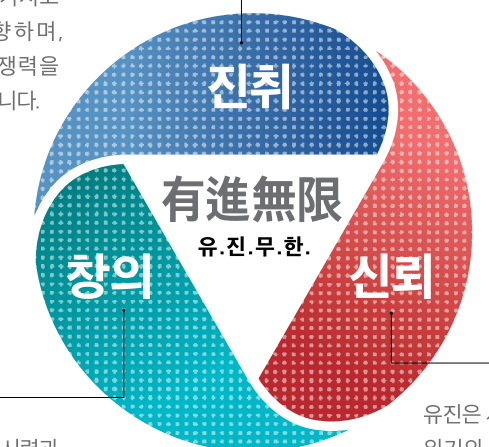 향하며,
쟁력을
니다.
진취
有進無限
유.진.무.한.
창의
신뢰
유진은